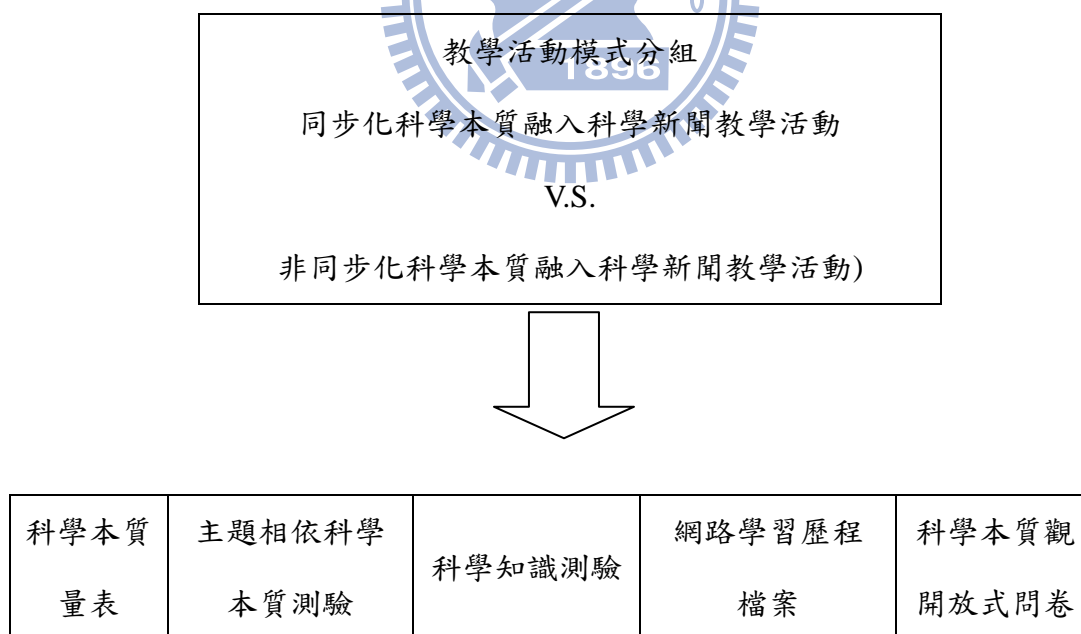 教學活動模式分組
1896
同步化科學本質融入科學新聞教學活動
V.S.
非同步化科學本質融入科學新聞教學活動)
科學本質
量表
主題相依科學
本質測驗
科學知識測驗
網路學習歷程
檔案
科學本質觀
開放式問卷